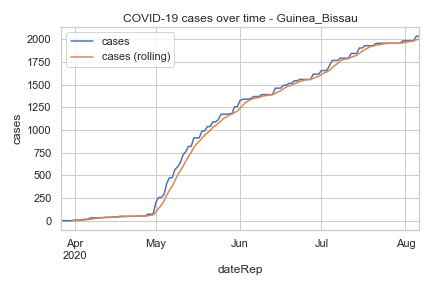 COVID-19 cases over time - Guinea_Bissau
cases
cases (rolling)
2000
1750
1500
1250
1000
750
500
250
0
cases
Apr
2020
May
Jun
Jul
Aug
dateRep